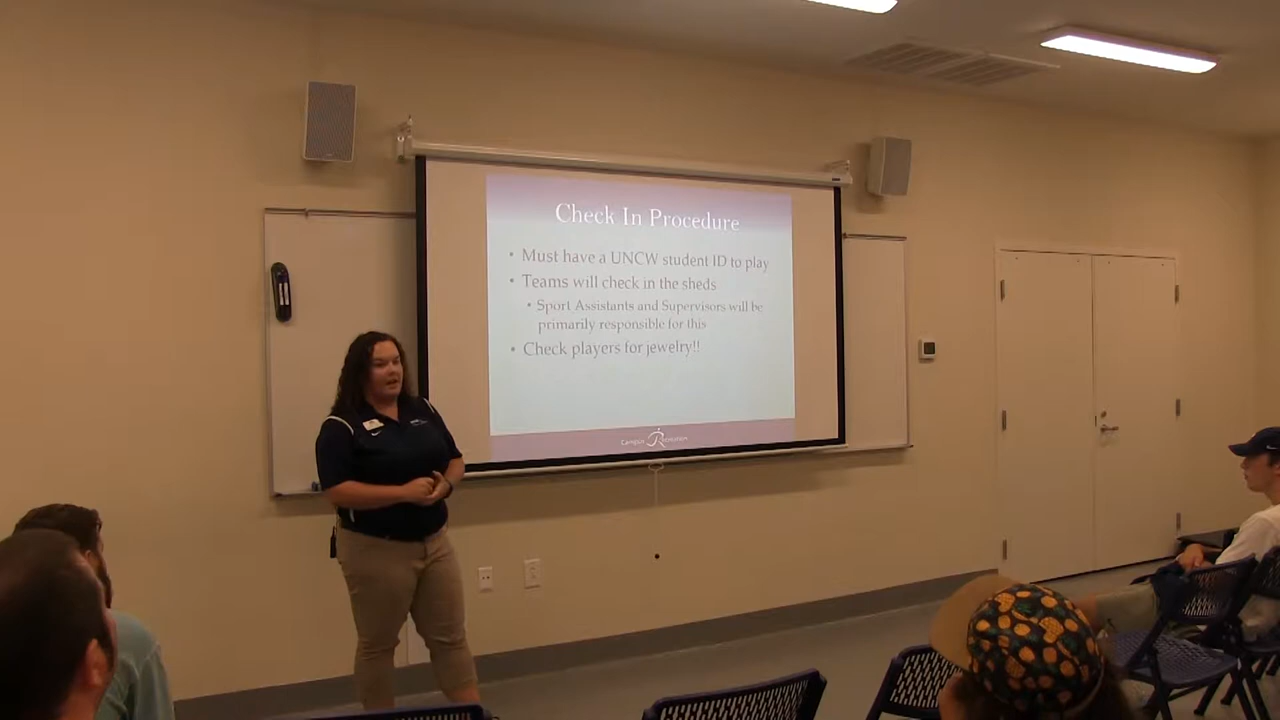 Check In Procedure
• Must have a UNCW student ID to play
• Teams will check in the sheds
• Sport Assistants and Supervisors will be
primarily responsible for this
• Check players for jewelry!!
Campus Recreation